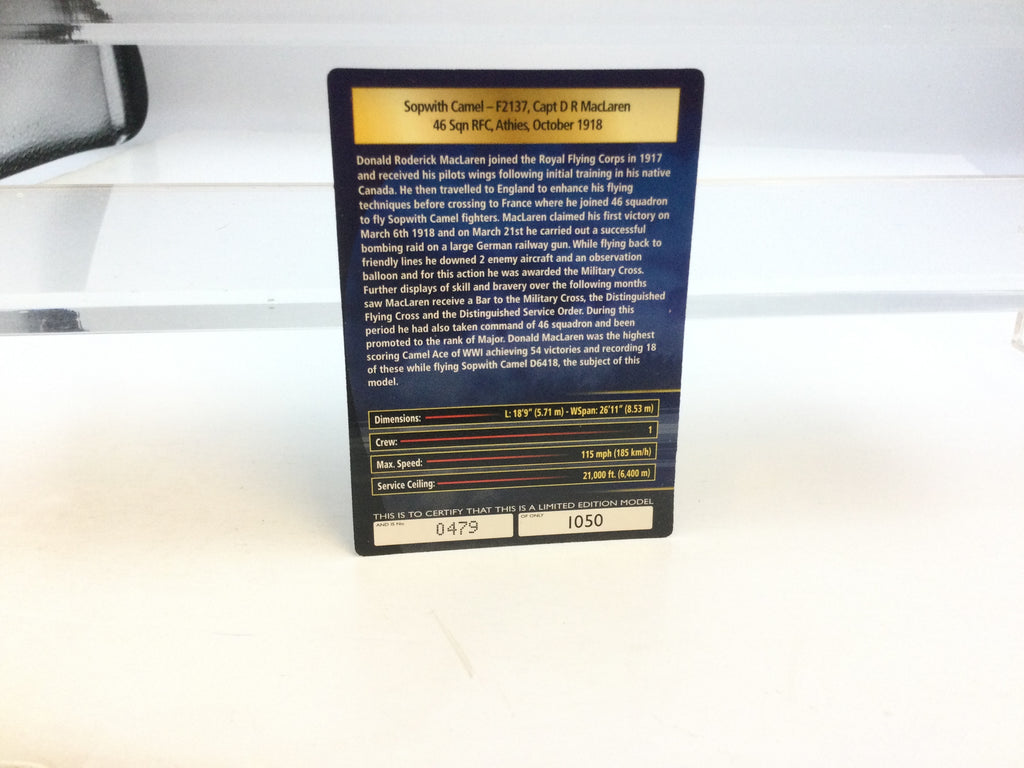 Sopwith Camel – F2137, Capt D R MacLaren
46 Sqn RFC, Athies, October 1918
Donald Roderick MacLaren joined the Royal Flying Corps in 1917
and received his pilots wings following initial training in his native
Canada. He then travelled to England to enhance his flying
techniques before crossing to France where he joined 46 squadron
to fly Sopwith Camel fighters. MacLaren claimed his first victory on
March 6th 1918 and on March 21st he carried out a successful
bombing raid on a large German railway gun. While flying back to
friendly lines he downed 2 enemy aircraft and an observation
balloon and for this action he was awarded the Military Cross.
Further displays of skill and bravery over the following months
saw MacLaren receive a Bar to the Military Cross, the Distinguished
Flying Cross and the Distinguished Service Order. During this
period he had also taken command of 46 squadron and been
promoted to the rank of Major. Donald MacLaren was the highest
scoring Camel Ace of WWI achieving 54 victories and recording 18
of these while flying Sopwith Camel D6418, the subject of this
model.
Dimensions: L: 18'9" (5.71 m) - WSpan: 26'11" (8.53 m)
Crew: 1
Max. Speed: 115 mph (185 km/h)
Service Ceiling: 21,000 ft. (6,400 m)
THIS IS TO CERTIFY THAT THIS IS A LIMITED EDITION MODEL
AND IS No. 0479 OF ONLY 1050